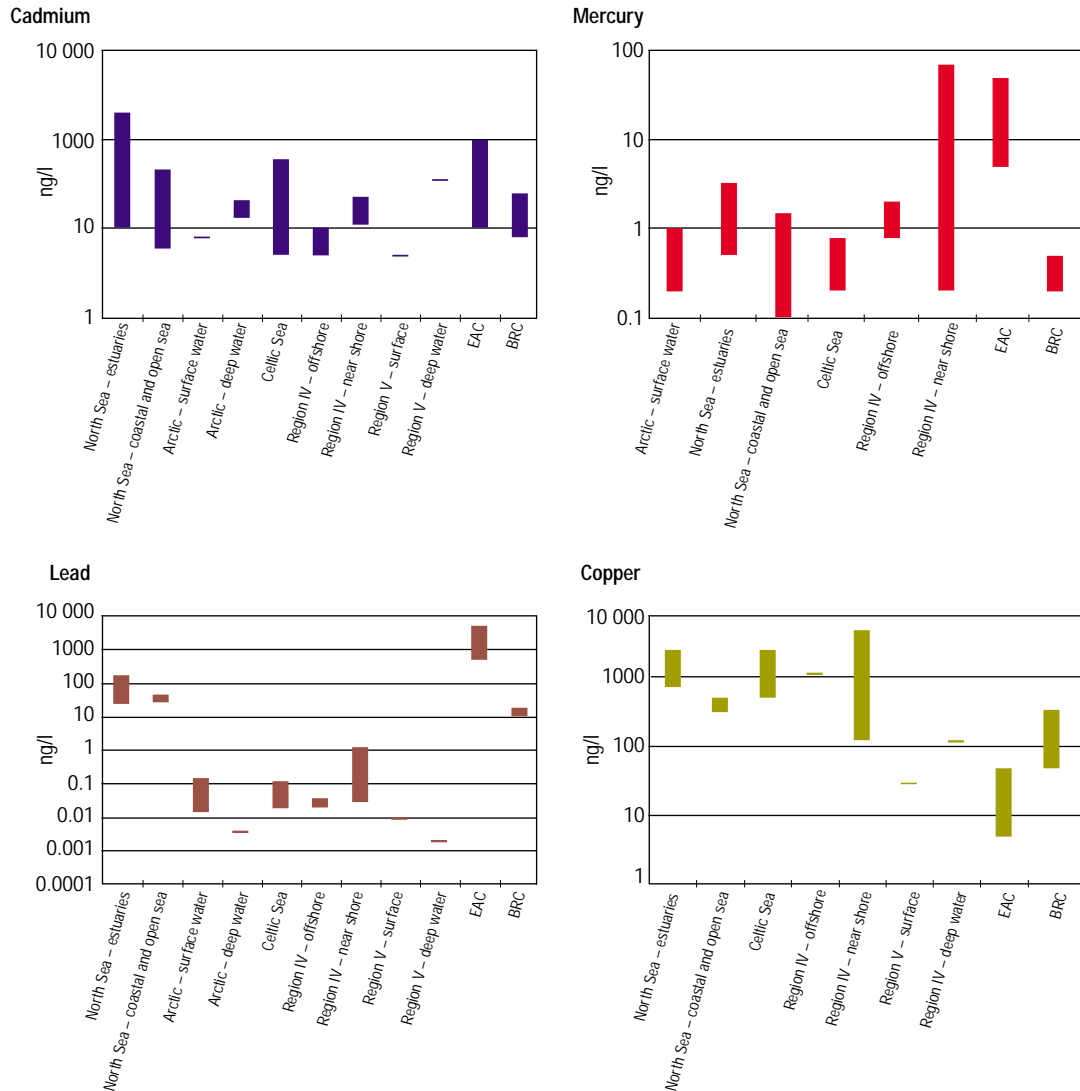 Cadmium
10 000
1000
100
10
1
ng/l
North Sea – estuaries
North Sea – coastal and open sea
Arctic – surface water
Arctic – deep water
Celtic Sea
Region IV – offshore
Region IV – near shore
Region V – surface
Region V – deep water
EAC
BRC
Mercury
100
10
1
0.1
ng/l
Arctic – surface water
North Sea – estuaries
North Sea – coastal and open sea
Celtic Sea
Region IV – offshore
Region IV – near shore
EAC
BRC
Lead
10 000
1000
100
10
1
0.1
0.01
0.001
0.0001
ng/l
North Sea – estuaries
North Sea – coastal and open sea
Arctic – surface water
Arctic – deep water
Celtic Sea
Region IV – offshore
Region IV – near shore
Region V – surface
Region V – deep water
EAC
BRC
Copper
10 000
1000
100
10
1
ng/l
North Sea – estuaries
North Sea – coastal and open sea
Celtic Sea
Region IV – offshore
Region IV – near shore
Region V – surface
Region IV – deep water
EAC
BRC